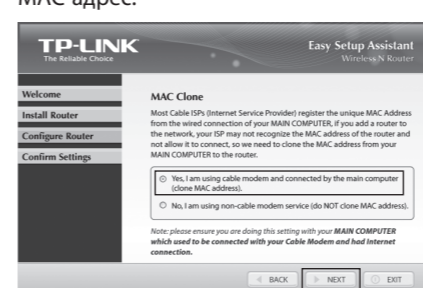 MAC-адрес.
TP-LINK
The Reliable Choice
Easy Setup Assistant
Wireless N Router
Welcome
Install Router
Configure Router
Confirm Settings
MAC Clone
Most Cable ISPs (Internet Service Provider) register the unique MAC Address
from the wired connection of your MAIN COMPUTER, if you add a router to
the network, your ISP may not recognize the MAC address of the router and
not allow it to connect, so we need to clone the MAC address from your
MAIN COMPUTER to the router.
Yes, I am using cable modem and connected by the main computer
(clone MAC address).
No, I am using non-cable modem service (do NOT clone MAC address).
Note: please ensure you are doing this setting with your MAIN COMPUTER
which used to be connected with your Cable Modem and had Internet
connection.
BACK
NEXT
EXIT